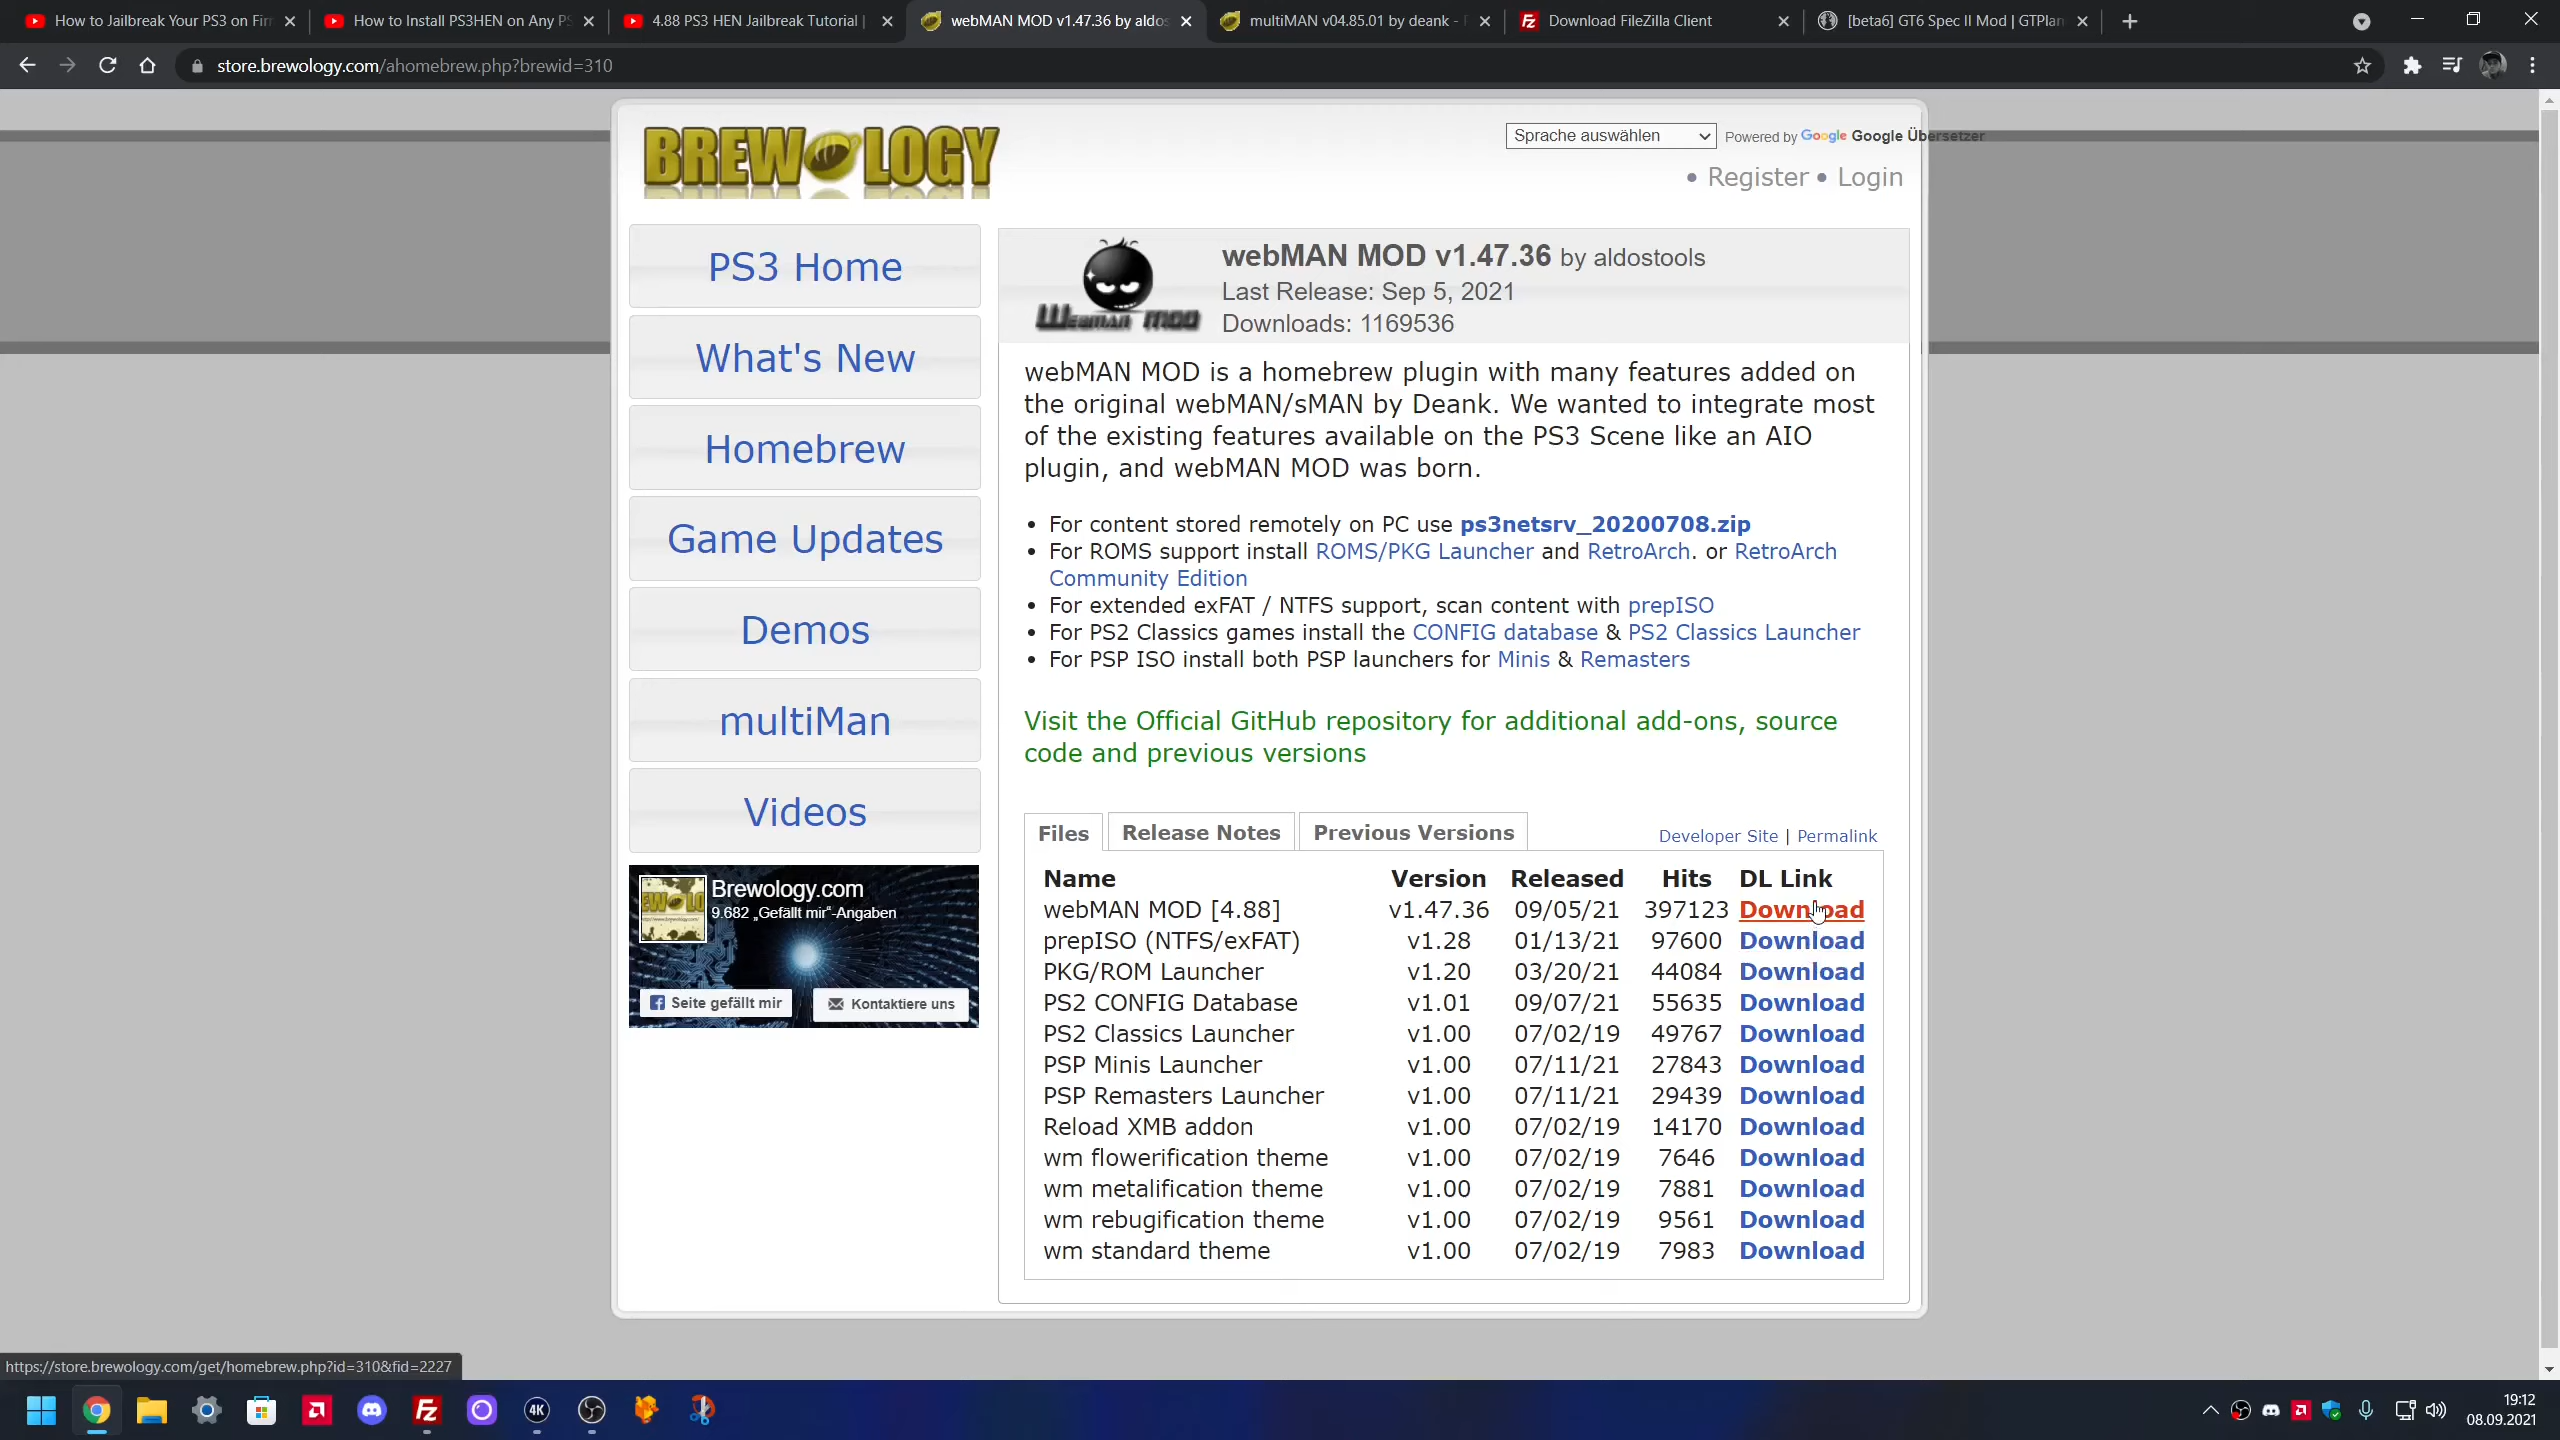 How to Jailbreak Your PS3 on Fir
How to Install PS3HEN on Any PS
4.88 PS3 HEN Jailbreak Tutorial |
webMAN MOD v1.47.36 by aldos
multiMAN v04.85.01 by deank -
Download FileZilla Client
[beta6] GT6 Spec II Mod | GTPlan
store.brewology.com/ahomebrew.php?brewid=310
BREWOLOGY
Sprache auswählen
Powered by Google Google Übersetzer
• Register • Login
PS3 Home
What's New
Homebrew
Game Updates
Demos
multiMan
Videos
Brewology.com
9.682 „Gefällt mir“-Angaben
Seite gefällt mir
Kontaktiere uns
Webman MOD
webMAN MOD v1.47.36 by aldostools
Last Release: Sep 5, 2021
Downloads: 1169536
webMAN MOD is a homebrew plugin with many features added on
the original webMAN/sMAN by Deank. We wanted to integrate most
of the existing features available on the PS3 Scene like an AIO
plugin, and webMAN MOD was born.
• For content stored remotely on PC use ps3netsrv_20200708.zip
• For ROMS support install ROMS/PKG Launcher and RetroArch. or RetroArch
Community Edition
• For extended exFAT / NTFS support, scan content with prepISO
• For PS2 Classics games install the CONFIG database & PS2 Classics Launcher
• For PSP ISO install both PSP launchers for Minis & Remasters
Visit the Official GitHub repository for additional add-ons, source
code and previous versions
Files Release Notes Previous Versions Developer Site | Permalink
Name Version Released Hits DL Link
webMAN MOD [4.88] v1.47.36 09/05/21 397123 Download
prepISO (NTFS/exFAT) v1.28 01/13/21 97600 Download
PKG/ROM Launcher v1.20 03/20/21 44084 Download
PS2 CONFIG Database v1.01 09/07/21 55635 Download
PS2 Classics Launcher v1.00 07/02/19 49767 Download
PSP Minis Launcher v1.00 07/11/21 27843 Download
PSP Remasters Launcher v1.00 07/11/21 29439 Download
Reload XMB addon v1.00 07/02/19 14170 Download
wm flowerification theme v1.00 07/02/19 7646 Download
wm metalification theme v1.00 07/02/19 7881 Download
wm rebugification theme v1.00 07/02/19 9561 Download
wm standard theme v1.00 07/02/19 7983 Download
https://store.brewology.com/get/homebrew.php?id=310&fid=2227
4K
19:12
08.09.2021